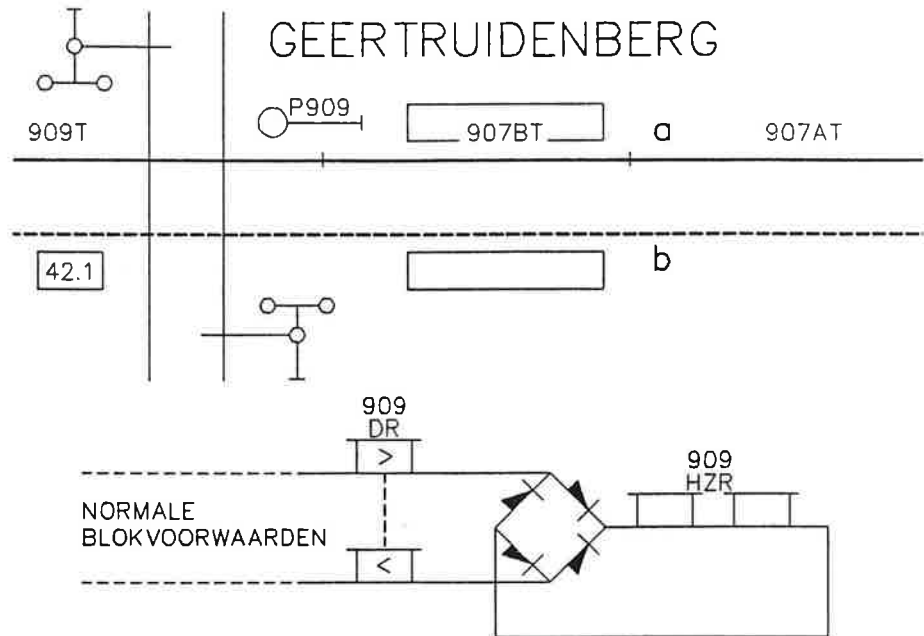 GEERTRUIDENBERG
P909
909T
907BT
a
907AT
42.1
b
909
DR
>
909
HZR
NORMALE
BLOKVOORWAARDEN
<